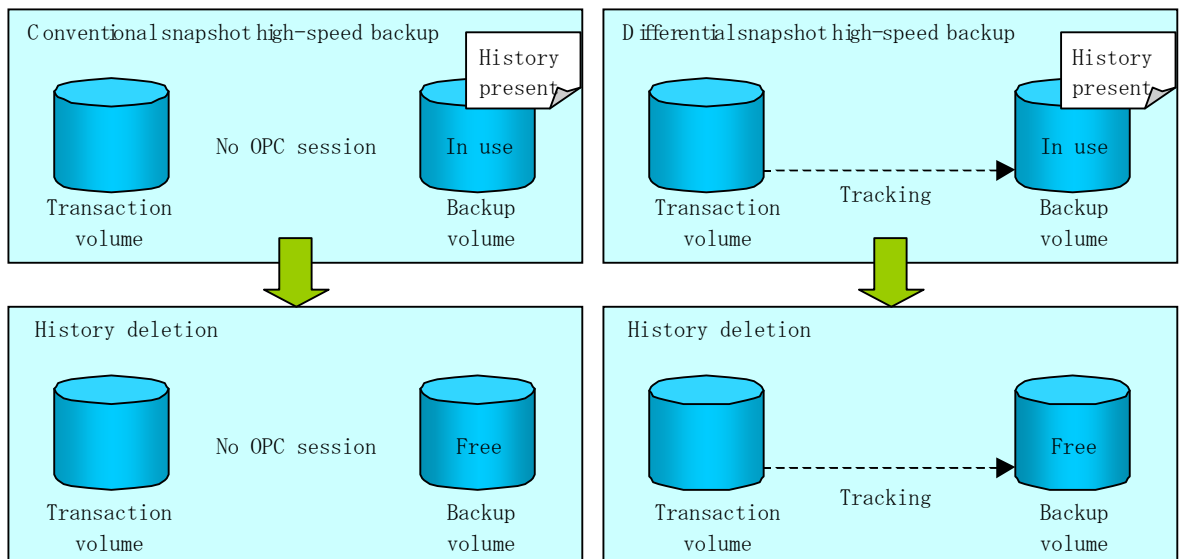 Conventional snapshot high-speed backup
History
present
No OPC session
In use
Transaction
volume
Backup
volume
Differential snapshot high-speed backup
History
present
In use
Tracking
Transaction
volume
Backup
volume
History deletion
No OPC session
Free
Transaction
volume
Backup
volume
History deletion
Free
Tracking
Transaction
volume
Backup
volume